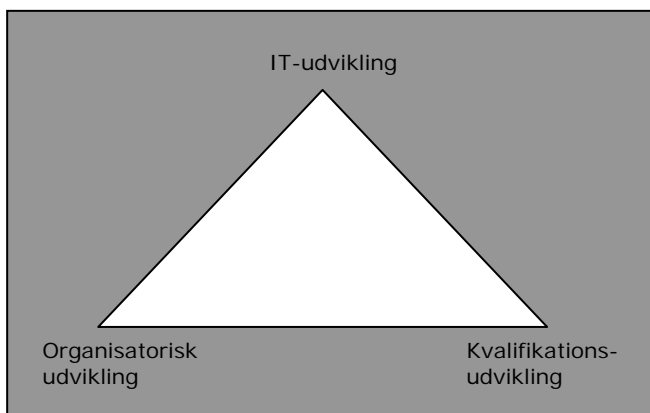 IT-udvikling
Organisatorisk
udvikling
Kvalifikations-
udvikling